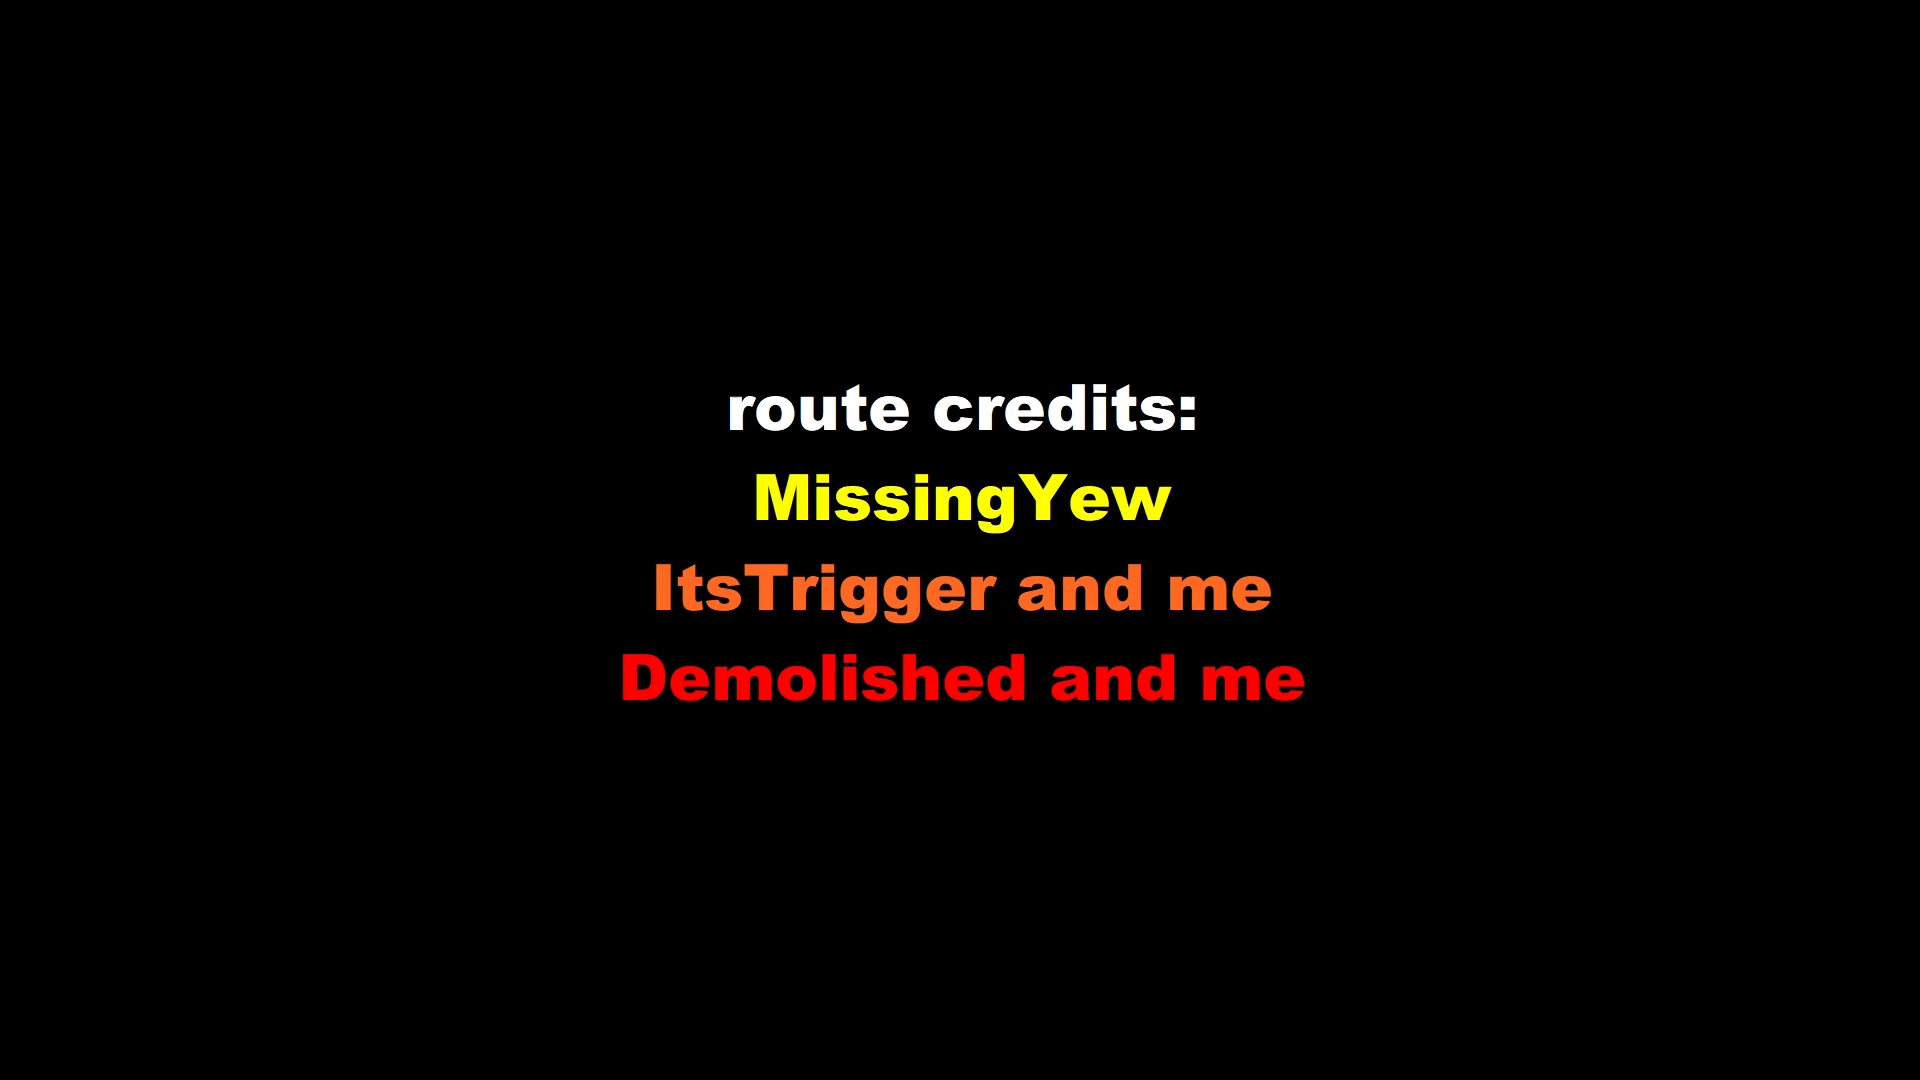 route credits:
MissingYew
ItsTrigger and me
Demolished and me